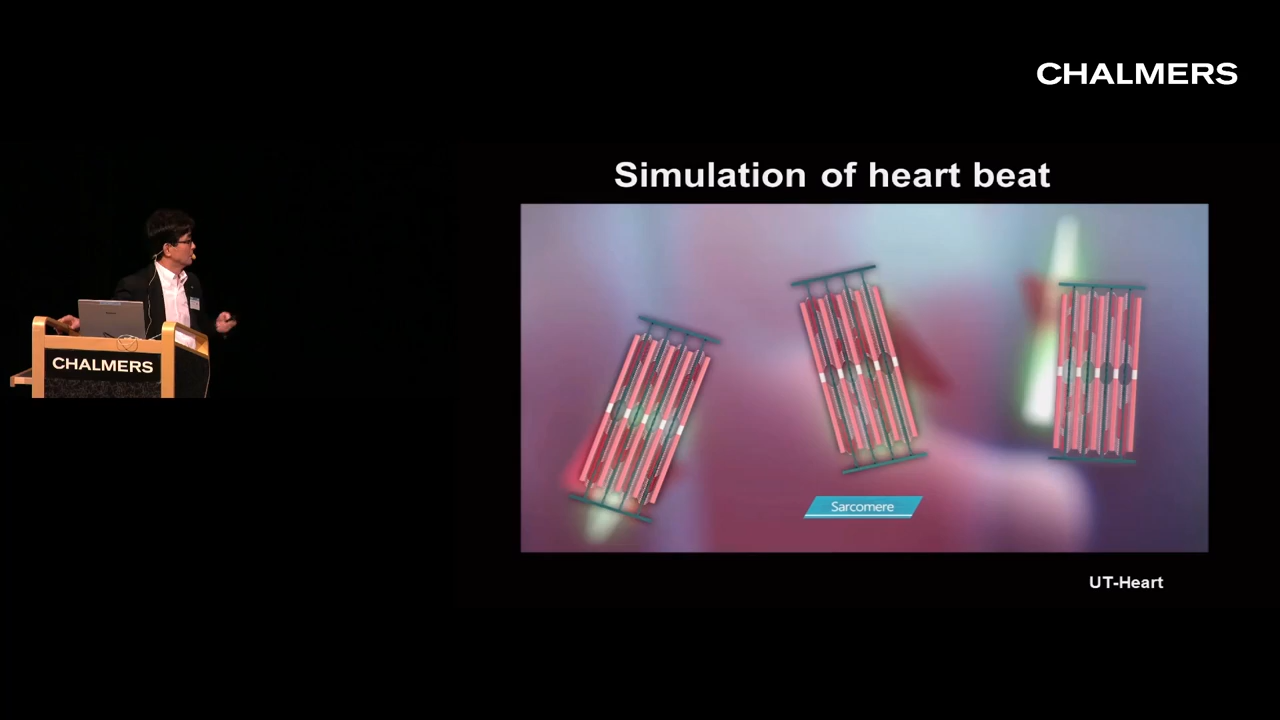 CHALMERS
Simulation of heart beat
Sarcomere
UT-Heart
CHALMERS